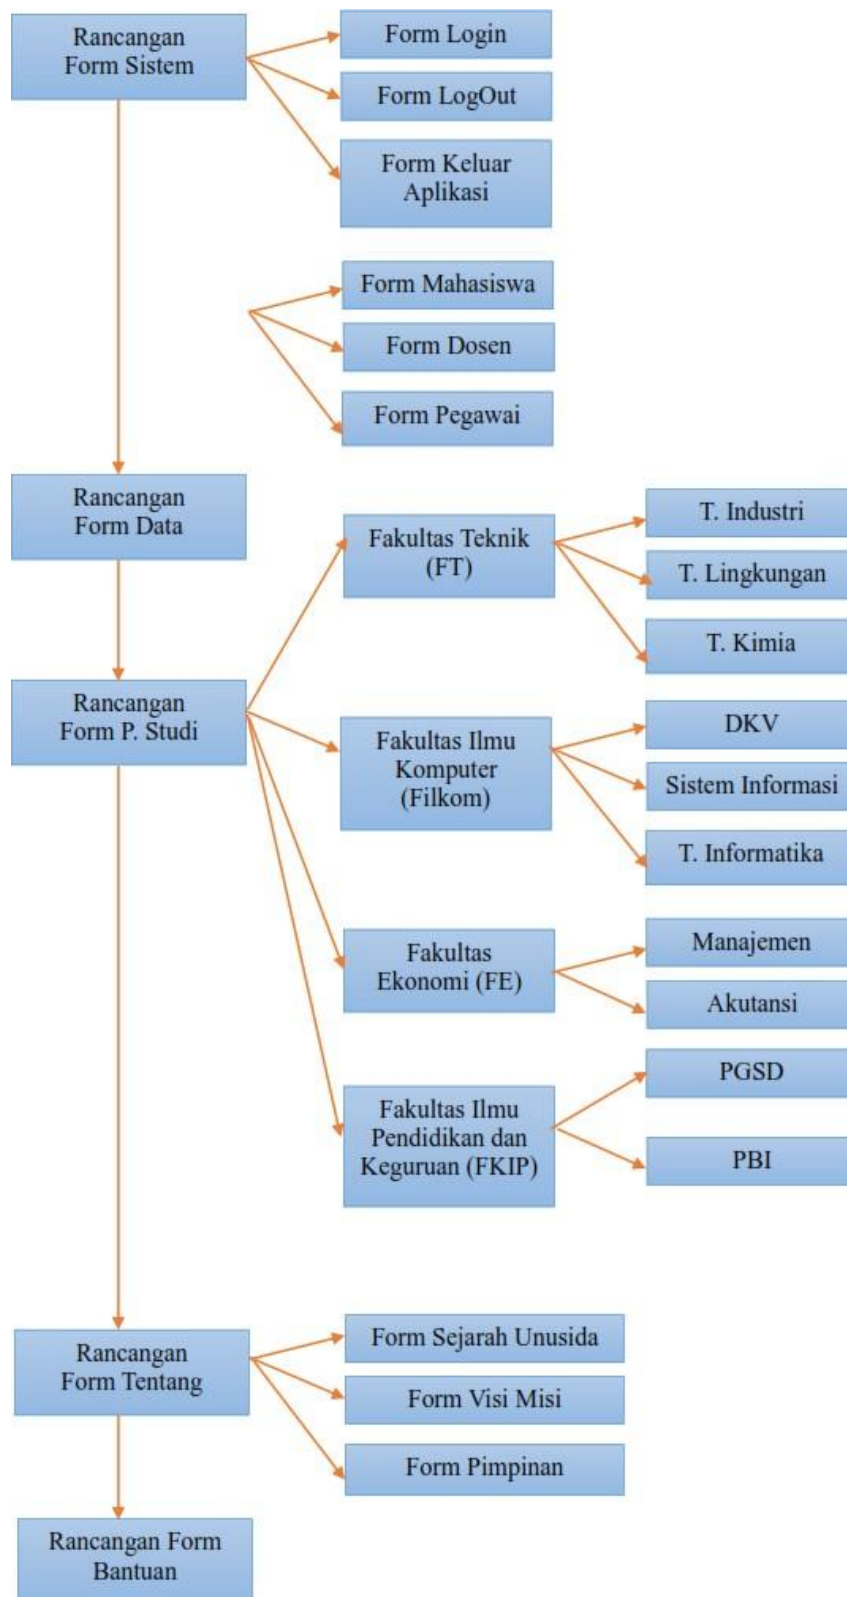 Rancangan
Form Sistem
Form Login
Form LogOut
Form Keluar
Aplikasi
Form Mahasiswa
Form Dosen
Form Pegawai
Rancangan
Form Data
Rancangan
Form P. Studi
Fakultas Teknik
(FT)
T. Industri
T. Lingkungan
T. Kimia
Fakultas Ilmu
Komputer
(Filkom)
DKV
Sistem Informasi
T. Informatika
Fakultas
Ekonomi (FE)
Manajemen
Akutansi
Fakultas Ilmu
Pendidikan dan
Keguruan (FKIP)
PGSD
PBI
Rancangan
Form Tentang
Form Sejarah Unusida
Form Visi Misi
Form Pimpinan
Rancangan Form
Bantuan